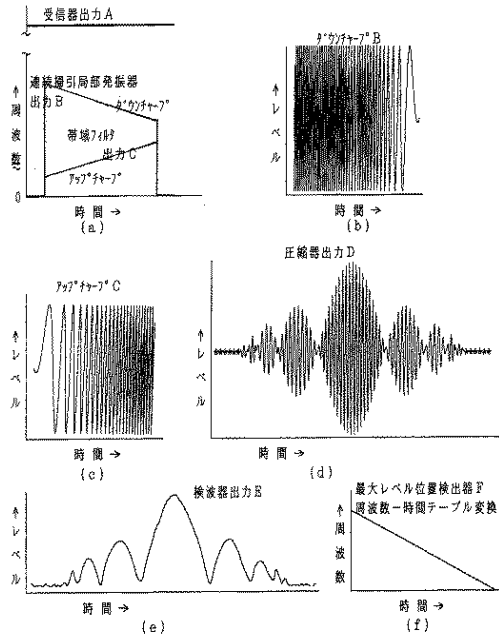 受信器出力A
↑周波数
連続掃引局部発振器
出力B
ダウンチャープ
帯域フィルタ
出力C
アップチャープ
0
時間→
(a)
ダウンチャープB
↑レベル
時間→
(b)
アップチャープC
↑レベル
時間→
(c)
圧縮器出力D
↑レベル
時間→
(d)
検波器出力E
↑レベル
時間→
(e)
最大レベル位置検出器F
周波数ー時間テーブル変換
↑周波数
時間→
(f)